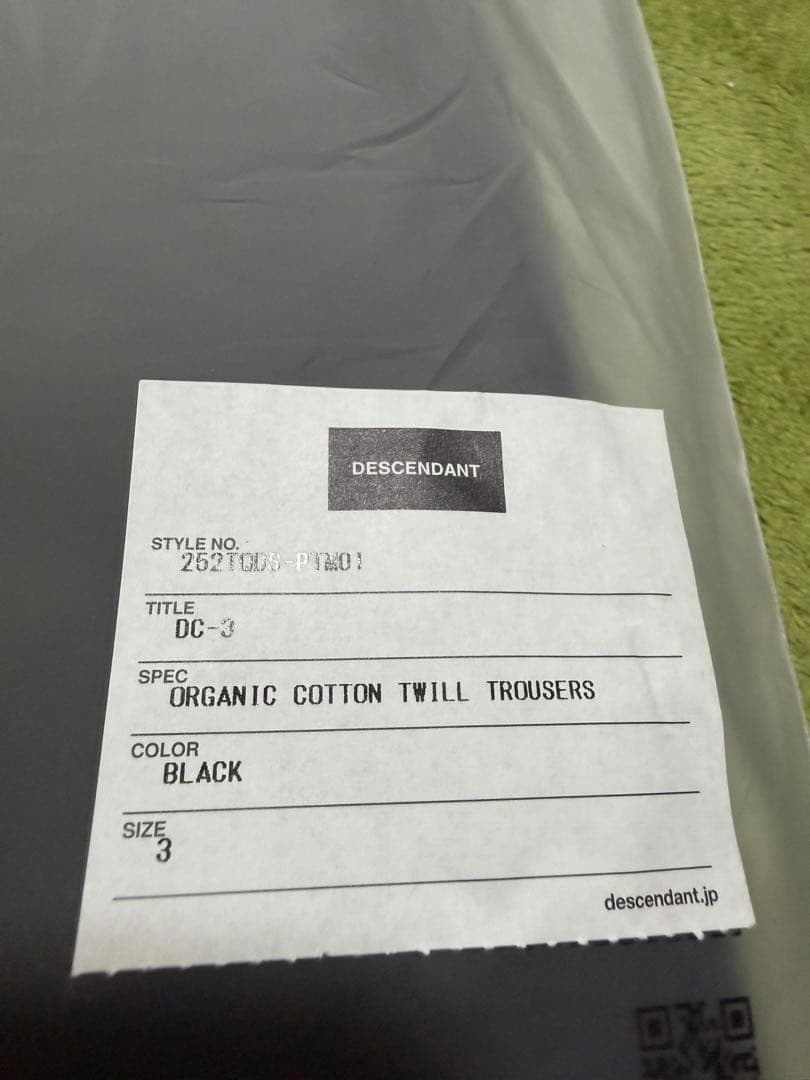 DESCENDANT
STYLE NO.
252TQDS-PTM01
TITLE
DC-3
SPEC
ORGANIC COTTON TWILL TROUSERS
COLOR
BLACK
SIZE
3
descendant.jp